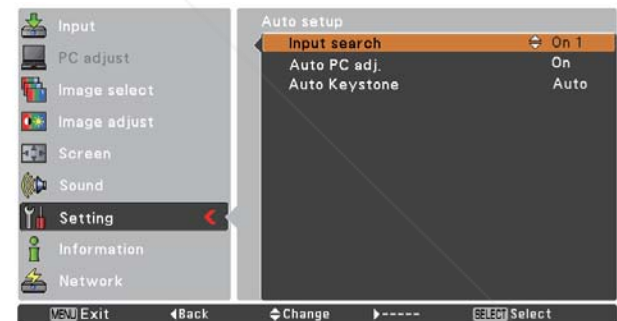 Input
PC adjust
Image select
Image adjust
Screen
Sound
Setting
Information
Network
Auto setup
Input search On 1
Auto PC adj. On
Auto Keystone Auto
MENU Exit Back Change ----- SELECT Select